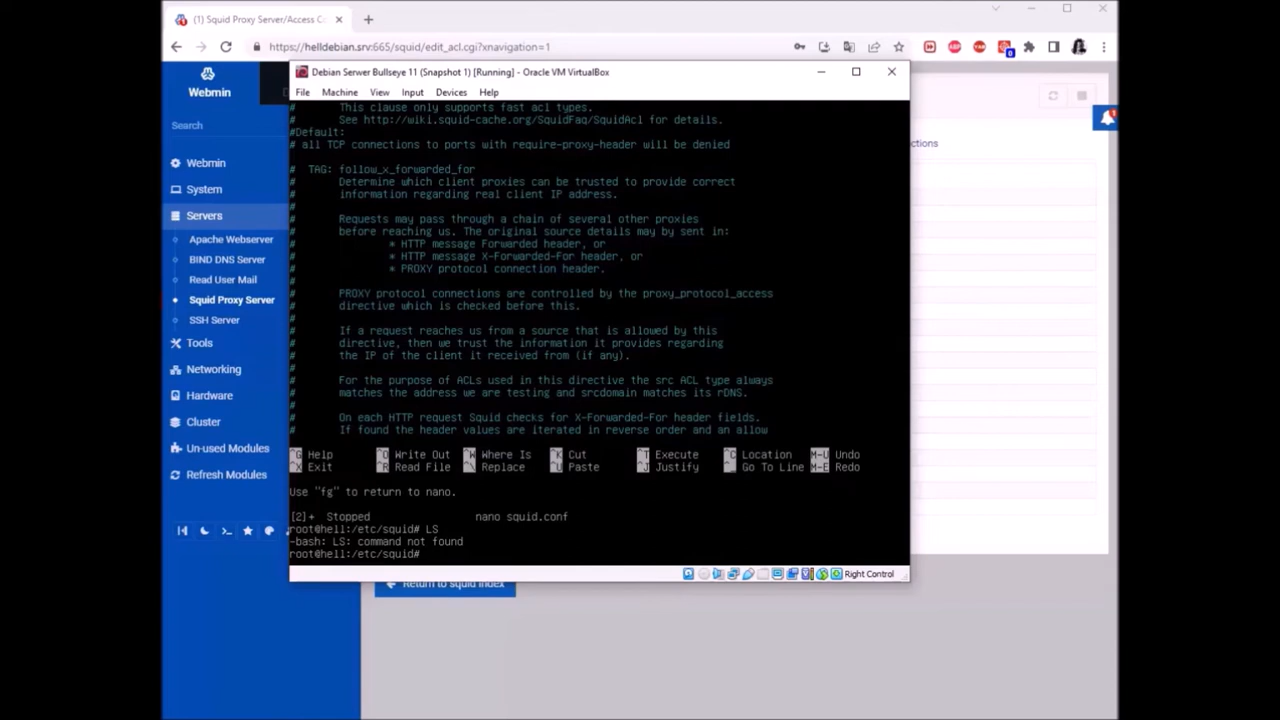 (1) Squid Proxy Server/Access Co
https://helldebian.srv:665/squid/edit_acl.cgi?xnavigation=1
Webmin
Search
Webmin
System
Servers
Apache Webserver
BIND DNS Server
Read User Mail
Squid Proxy Server
SSH Server
Tools
Networking
Hardware
Cluster
Un-used Modules
Refresh Modules
Debian Serwer Bullseye 11 (Snapshot 1) [Running] - Oracle VM VirtualBox
File Machine View Input Devices Help
# This clause only supports fast acl types.
# See http://wiki.squid-cache.org/SquidFaq/SquidAcl for details.
#Default:
# all TCP connections to ports with require-proxy-header will be denied
# TAG: follow_x_forwarded_for
# Determine which client proxies can be trusted to provide correct
# information regarding real client IP address.
#
# Requests may pass through a chain of several other proxies
# before reaching us. The original source details may by sent in:
# * HTTP message Forwarded header, or
# * HTTP message X-Forwarded-For header, or
# * PROXY protocol connection header.
#
# PROXY protocol connections are controlled by the proxy_protocol_access
# directive which is checked before this.
#
# If a request reaches us from a source that is allowed by this
# directive, then we trust the information it provides regarding
# the IP of the client it received from (if any).
#
# For the purpose of ACLs used in this directive the src ACL type always
# matches the address we are testing and srcdomain matches its rDNS.
#
# On each HTTP request Squid checks for X-Forwarded-For header fields.
# If found the header values are iterated in reverse order and an allow
^G Help ^O Write Out ^W Where Is ^K Cut ^T Execute ^C Location M-U Undo
^X Exit ^R Read File ^\ Replace ^U Paste ^J Justify ^_ Go To Line M-E Redo
Use "fg" to return to nano.
[2]+ Stopped nano squid.conf
root@hell:/etc/squid# LS
-bash: LS: command not found
root@hell:/etc/squid#
Right Control
ctions
Return to squid index